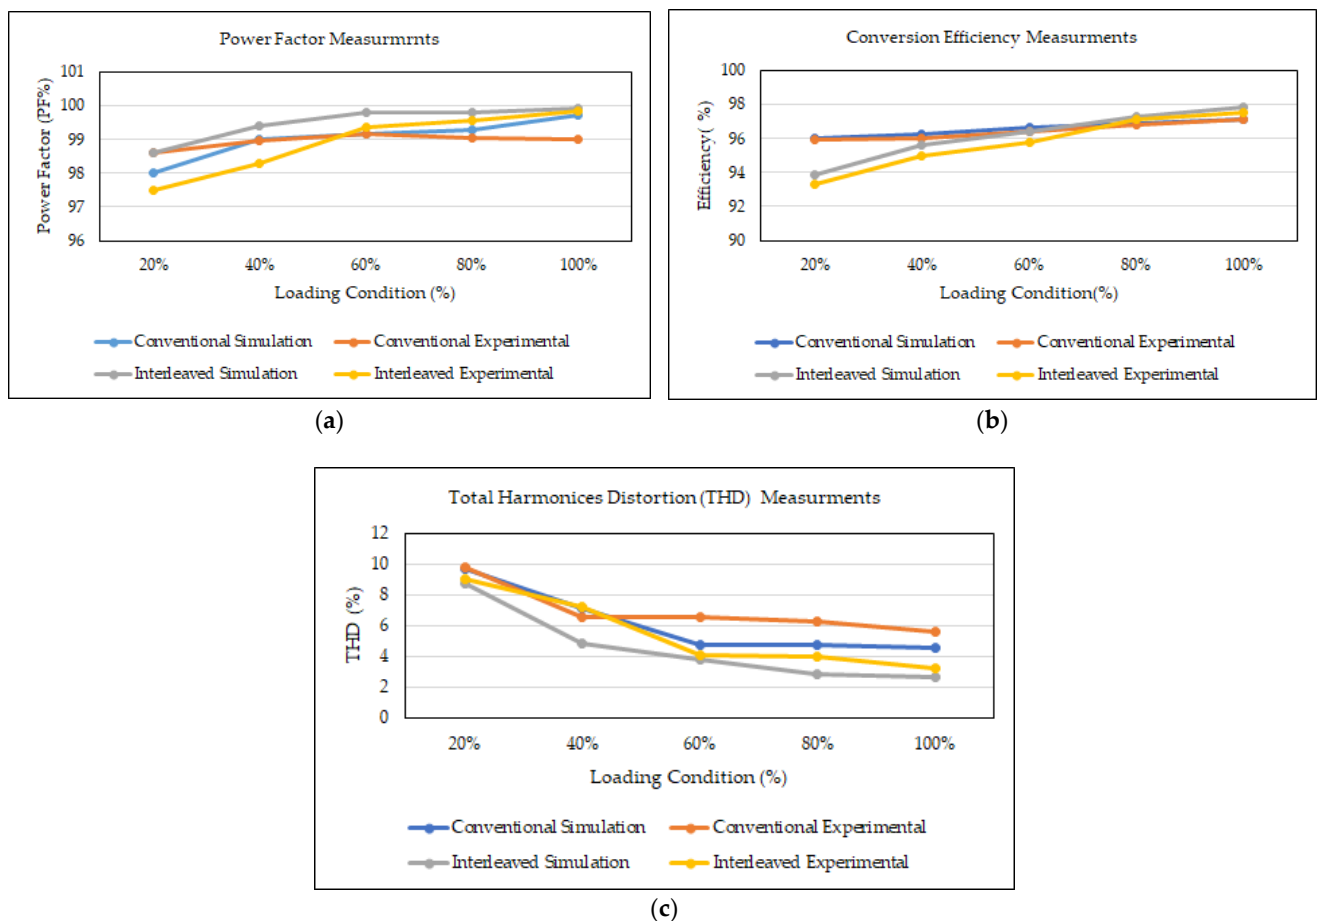 Power Factor Measurmrnts
Power Factor (PF%)
101
100
99
98
97
96
20% 40% 60% 80% 100%
Loading Condition (%)
Conventional Simulation Conventional Experimental
Interleaved Simulation Interleaved Experimental
(a)
Conversion Efficiency Measurments
Efficiency( %)
100
98
96
94
92
90
20% 40% 60% 80% 100%
Loading Condition(%)
Conventional Simulation Conventional Experimental
Interleaved Simulation Interleaved Experimental
(b)
Total Harmonices Distortion (THD) Measurments
THD (%)
12
10
8
6
4
2
0
20% 40% 60% 80% 100%
Loading Condition (%)
Conventional Simulation Conventional Experimental
Interleaved Simulation Interleaved Experimental
(c)